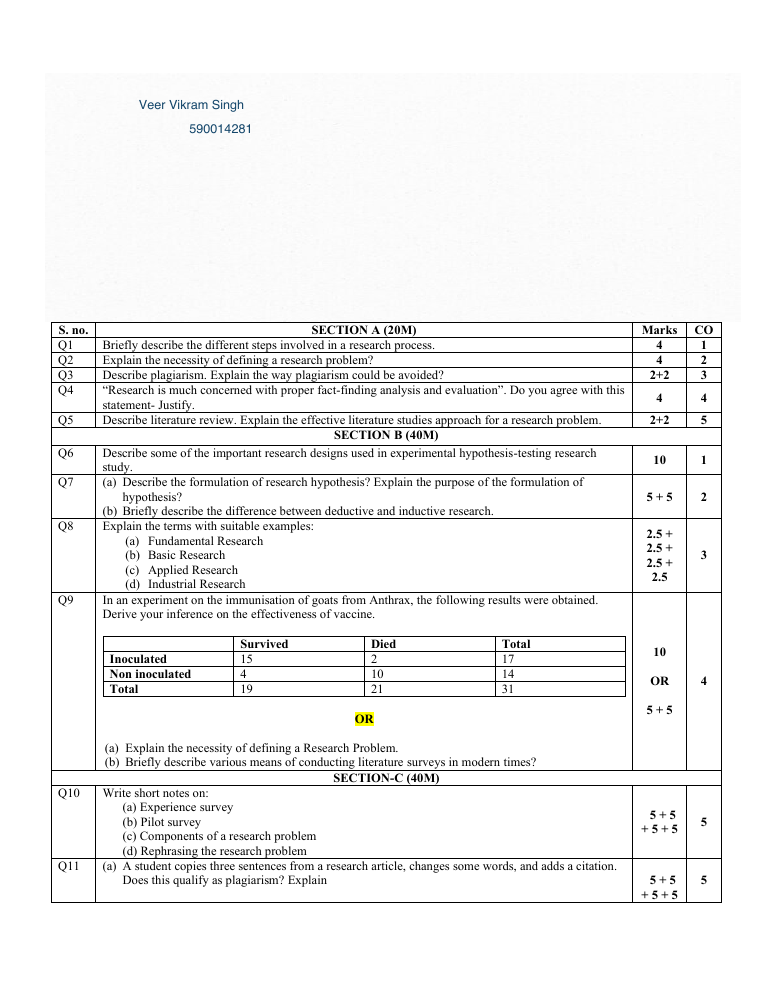 Veer Vikram Singh
590014281
S. no. SECTION A (20M) Marks CO
Q1 Briefly describe the different steps involved in a research process. 4 1
Q2 Explain the necessity of defining a research problem? 4 2
Q3 Describe plagiarism. Explain the way plagiarism could be avoided? 2+2 3
Q4 “Research is much concerned with proper fact-finding analysis and evaluation”. Do you agree with this
statement- Justify. 4 4
Q5 Describe literature review. Explain the effective literature studies approach for a research problem. 2+2 5
SECTION B (40M)
Q6 Describe some of the important research designs used in experimental hypothesis-testing research
study. 10 1
Q7 (a) Describe the formulation of research hypothesis? Explain the purpose of the formulation of
hypothesis? 5 + 5 2
(b) Briefly describe the difference between deductive and inductive research.
Q8 Explain the terms with suitable examples: 2.5 +
(a) Fundamental Research 2.5 +
(b) Basic Research 2.5 + 3
(c) Applied Research 2.5
(d) Industrial Research
Q9 In an experiment on the immunisation of goats from Anthrax, the following results were obtained.
Derive your inference on the effectiveness of vaccine.
Survived Died Total
Inoculated 15 2 17 10
Non inoculated 4 10 14
Total 19 21 31 OR 4
OR 5 + 5
(a) Explain the necessity of defining a Research Problem.
(b) Briefly describe various means of conducting literature surveys in modern times?
SECTION-C (40M)
Q10 Write short notes on:
(a) Experience survey 5 + 5
(b) Pilot survey + 5 + 5 5
(c) Components of a research problem
(d) Rephrasing the research problem
Q11 (a) A student copies three sentences from a research article, changes some words, and adds a citation.
Does this qualify as plagiarism? Explain 5 + 5 5
+ 5 + 5